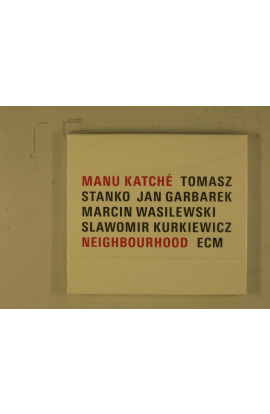 MANU KATCHÉ TOMASZ
STANKO JAN GARBAREK
MARCIN WASILEWSKI
SLAWOMIR KURKIEWICZ
NEIGHBOURHOOD ECM